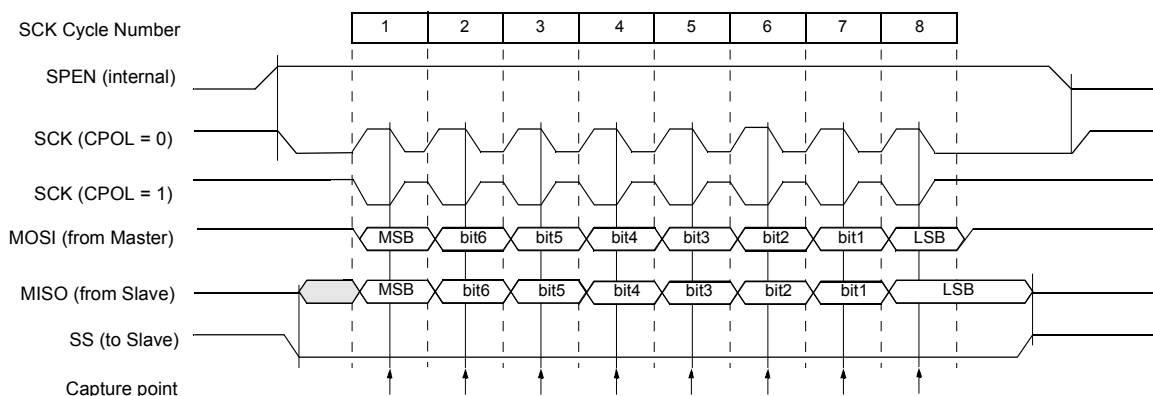 SCK Cycle Number 1 2 3 4 5 6 7 8
SPEN (internal)
SCK (CPOL = 0)
SCK (CPOL = 1)
MOSI (from Master) MSB bit6 bit5 bit4 bit3 bit2 bit1 LSB
MISO (from Slave) MSB bit6 bit5 bit4 bit3 bit2 bit1 LSB
SS (to Slave)
Capture point